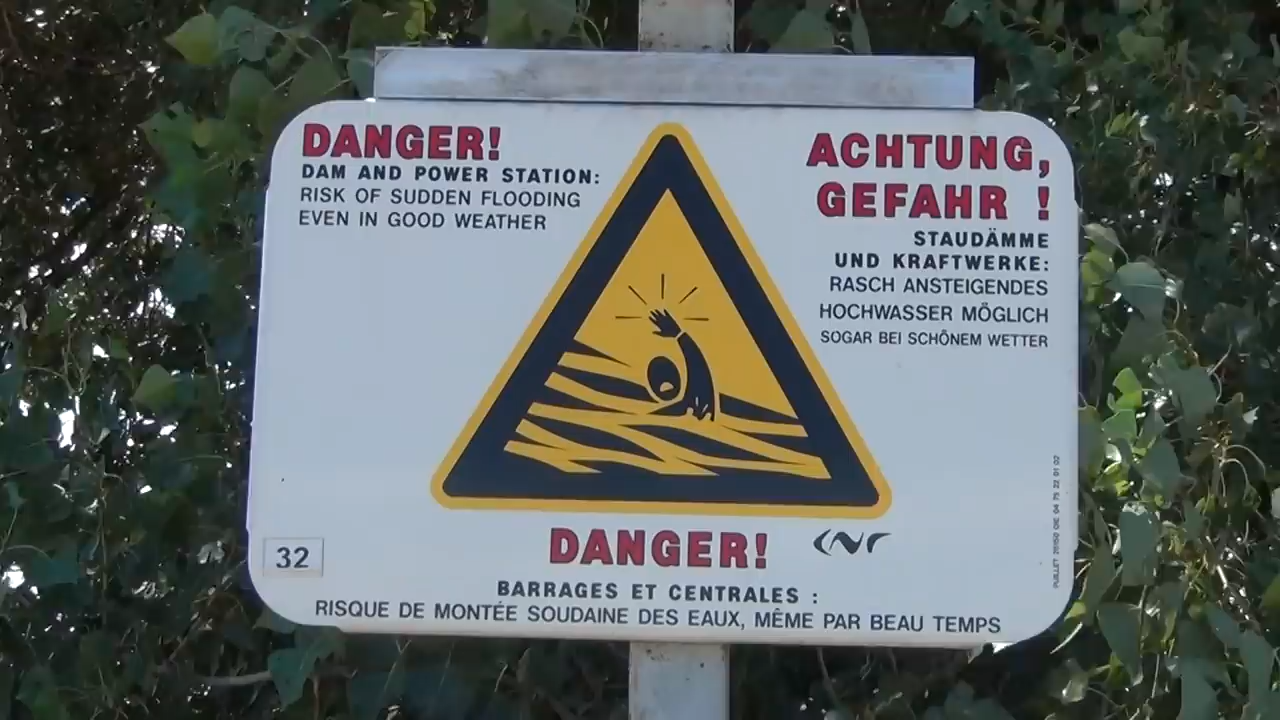 DANGER!
DAM AND POWER STATION:
RISK OF SUDDEN FLOODING
EVEN IN GOOD WEATHER
ACHTUNG,
GEFAHR !
STAUDÄMME
UND KRAFTWERKE:
RASCH ANSTEIGENDES
HOCHWASSER MÖGLICH
SOGAR BEI SCHÖNEM WETTER
32
DANGER!
CNR
BARRAGES ET CENTRALES :
RISQUE DE MONTÉE SOUDAINE DES EAUX, MÊME PAR BEAU TEMPS